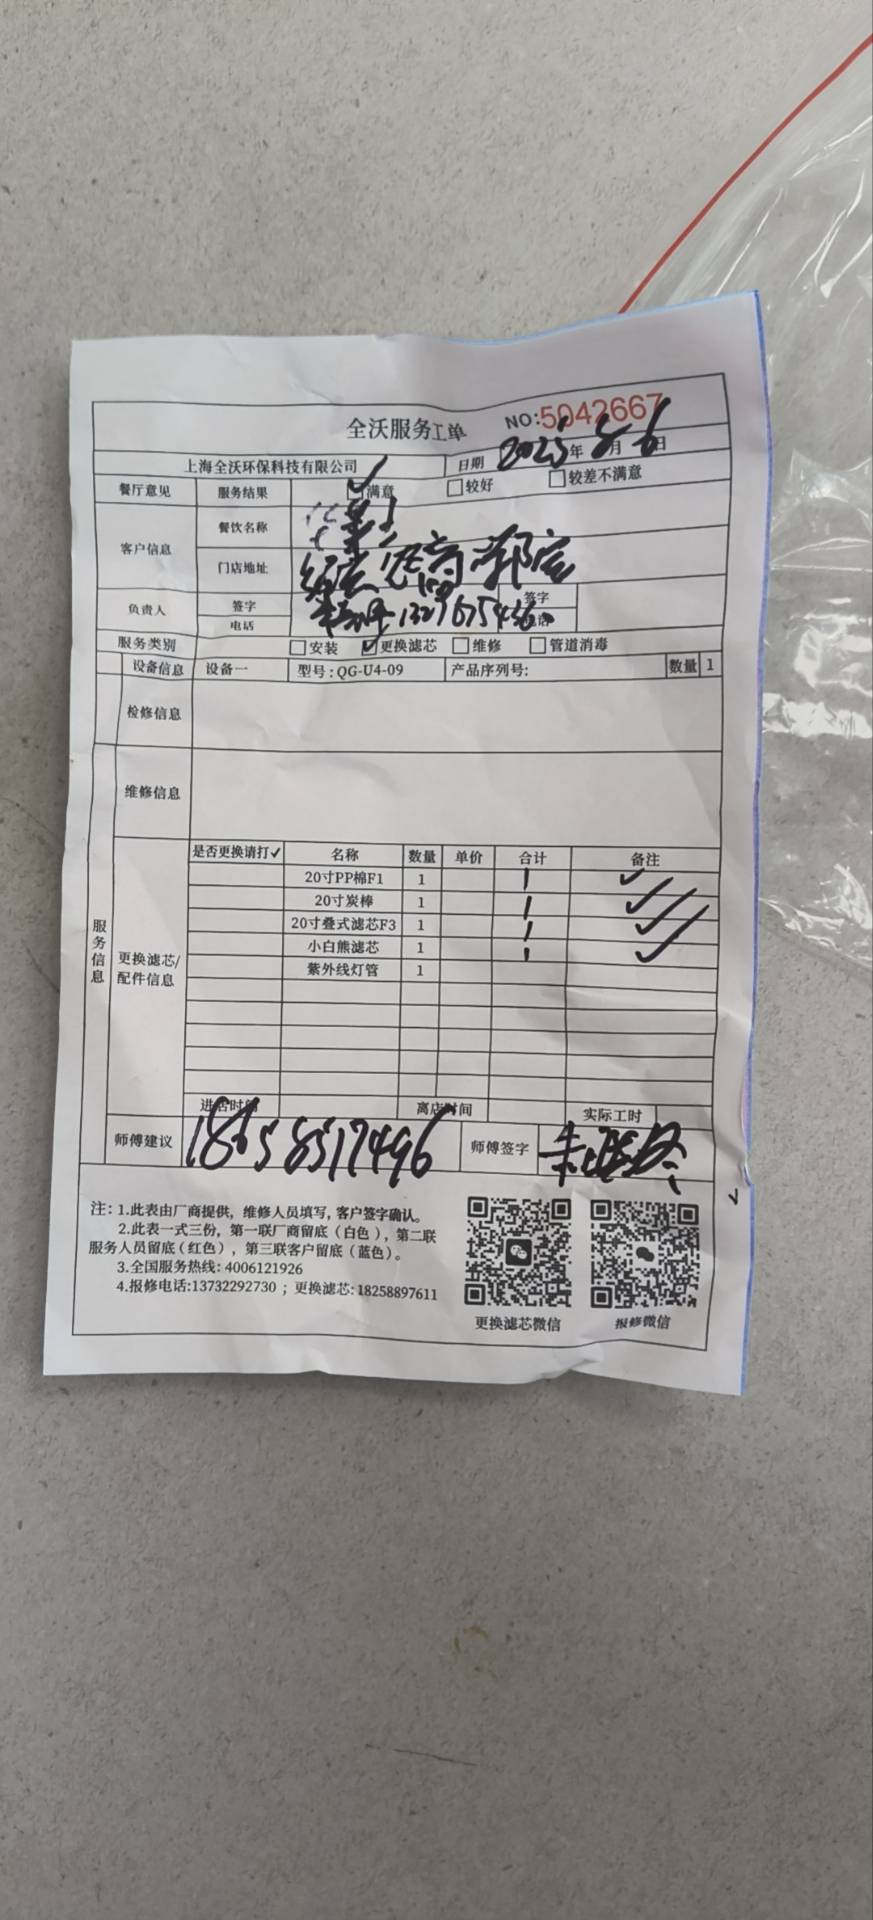 全沃服务工单 NO:5042667
上海全沃环保科技有限公司 日期 2025年8月6日
餐厅意见 服务结果 ✓满意 □较好 □较差不满意
客户信息 餐饮名称
门店地址
负责人 签字 签字
电话
服务类别 □安装 ✓更换滤芯 □维修 □管道消毒
设备信息 设备一 型号:QG-U4-09 产品序列号: 数量 1
检修信息
维修信息
服务信息
更换滤芯/配件信息
是否更换请打✓ 名称 数量 单价 合计 备注
20寸PP棉F1 1 1 ✓
20寸炭棒 1 1 ✓
20寸叠式滤芯F3 1 1 ✓
小白熊滤芯 1 1 ✓
紫外线灯管 1
进店时间 离店时间 实际工时
师傅建议 18658517496 师傅签字
注:1.此表由厂商提供,维修人员填写,客户签字确认。
2.此表一式三份,第一联厂商留底(白色),第二联
服务人员留底(红色),第三联客户留底(蓝色)。
3.全国服务热线:4006121926
4.报修电话:13732292730;更换滤芯:18258897611
更换滤芯微信 报修微信